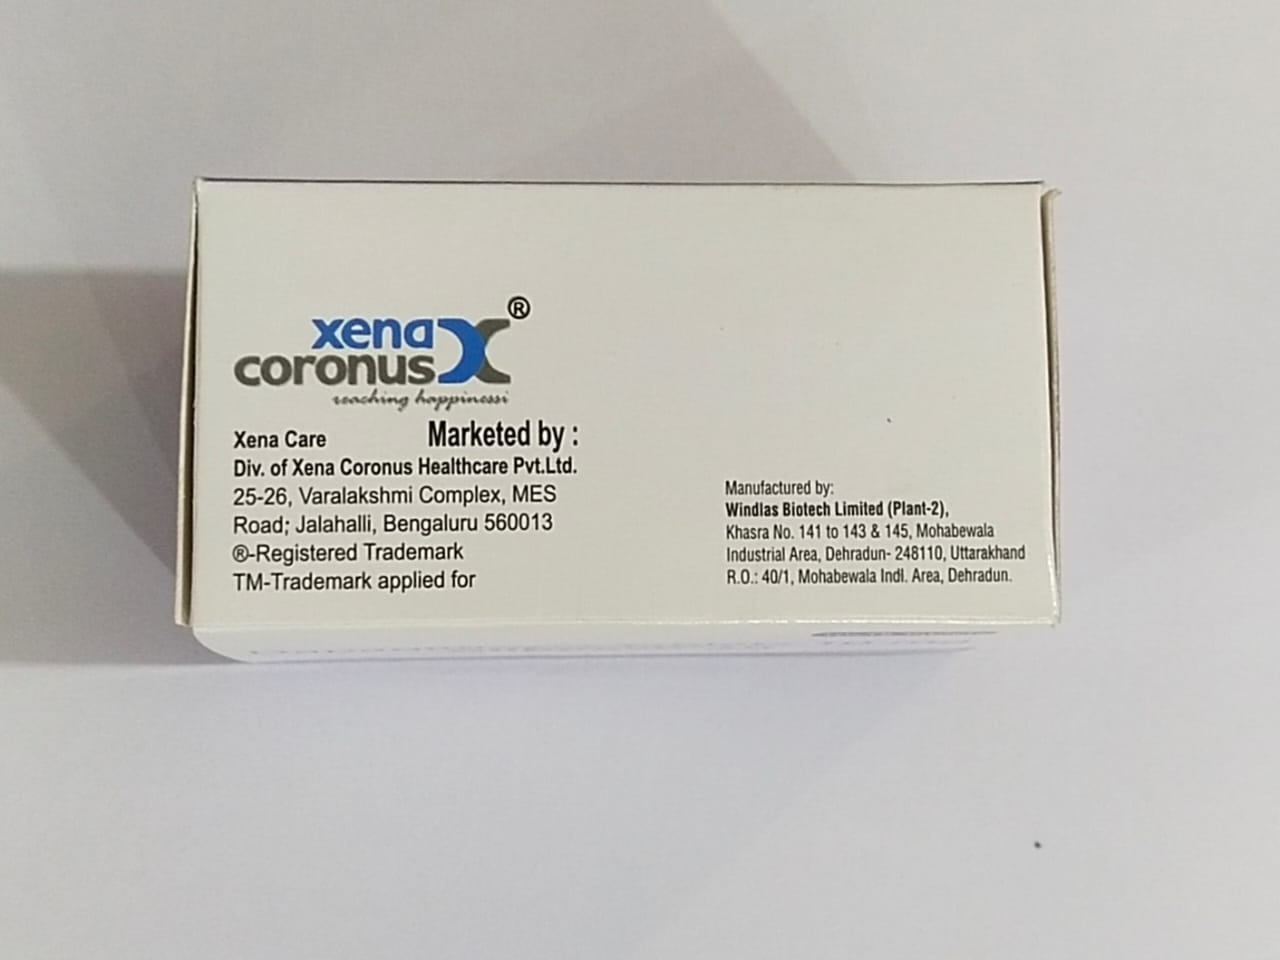 xena
coronus
®
reaching happiness!
Xena Care Marketed by :
Div. of Xena Coronus Healthcare Pvt.Ltd.
25-26, Varalakshmi Complex, MES
Road; Jalahalli, Bengaluru 560013
®-Registered Trademark
TM-Trademark applied for
Manufactured by:
Windlas Biotech Limited (Plant-2),
Khasra No. 141 to 143 & 145, Mohabewala
Industrial Area, Dehradun- 248110, Uttarakhand
R.O.: 40/1, Mohabewala Indl. Area, Dehradun.